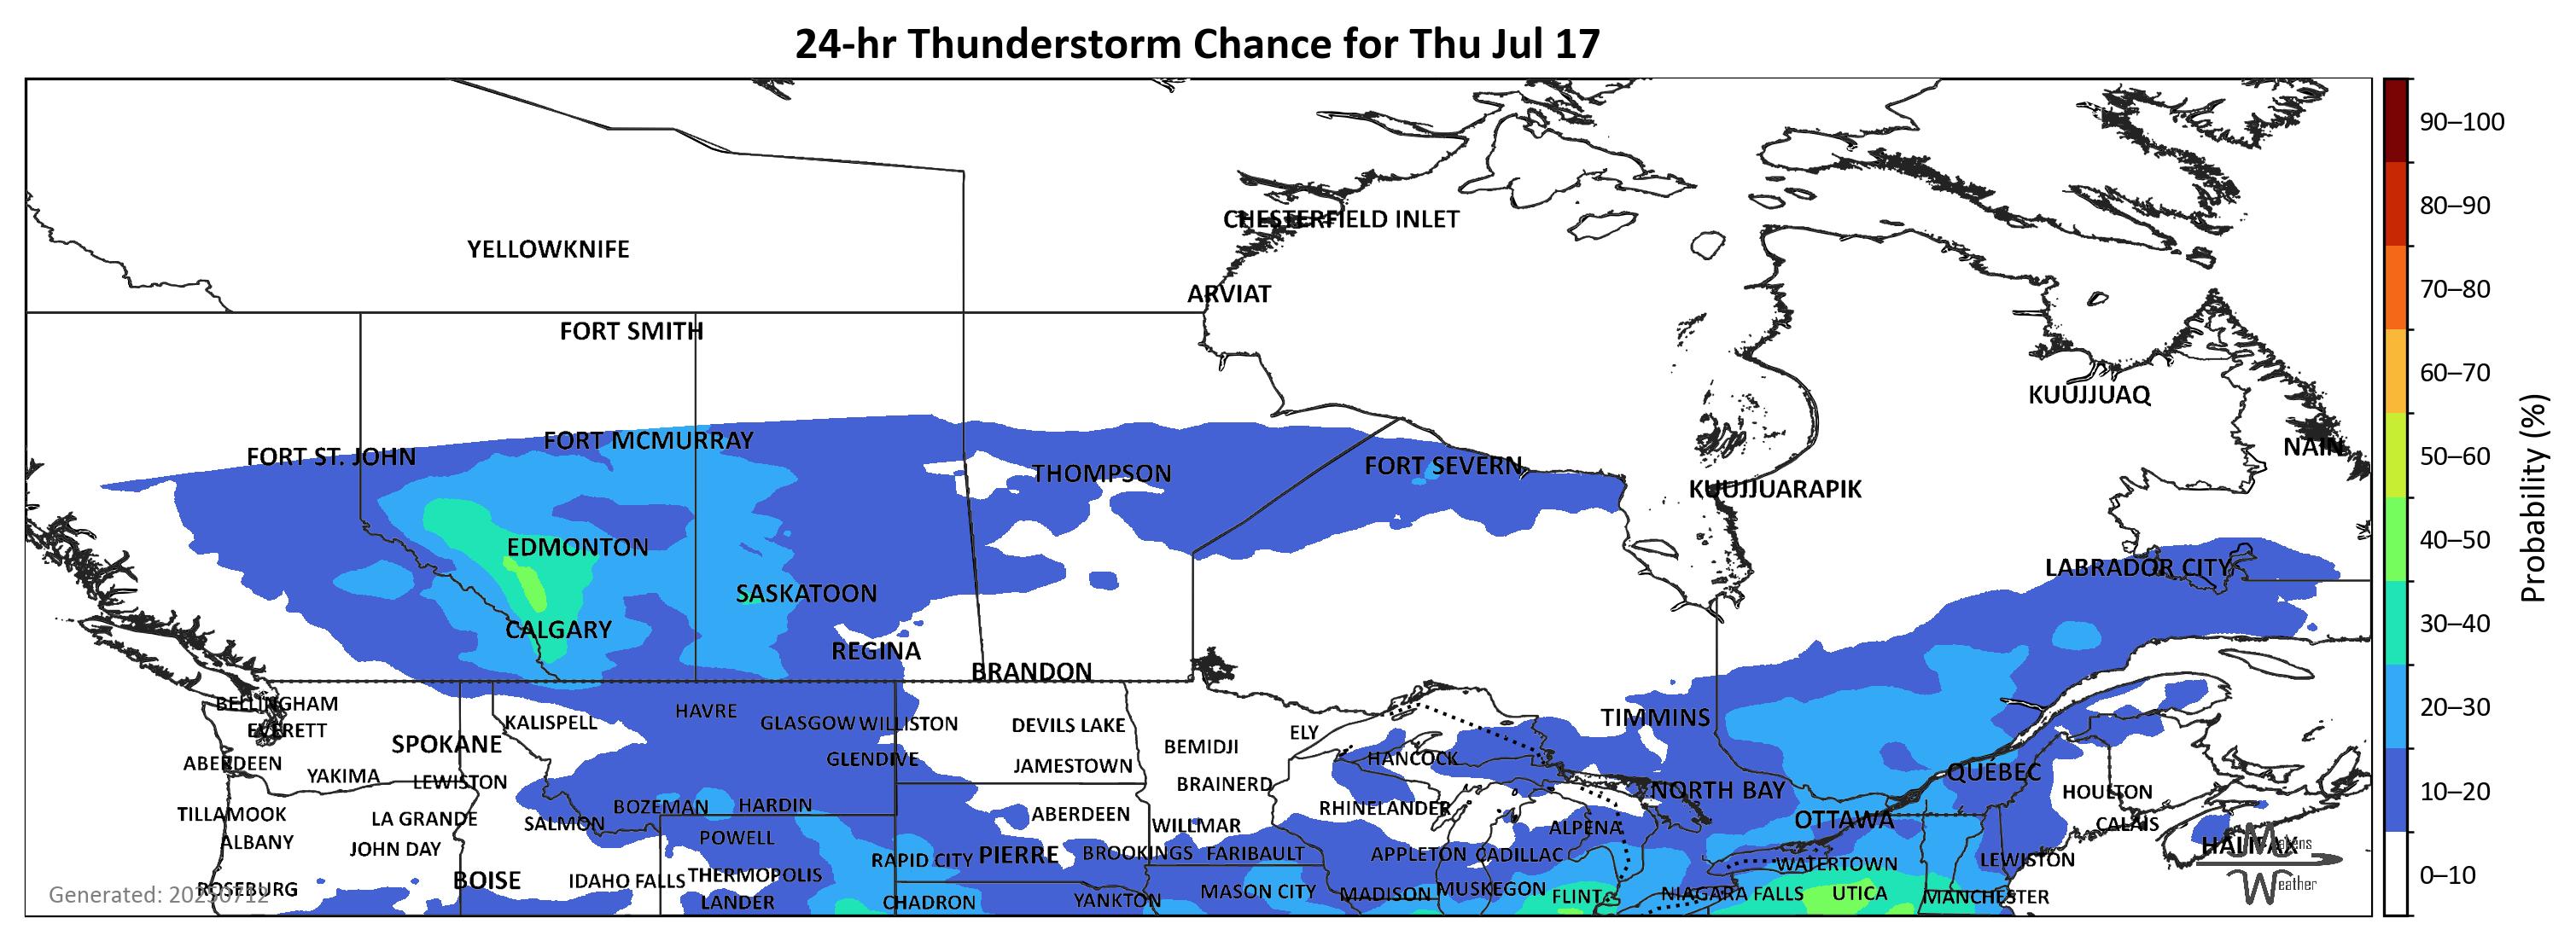 24-hr Thunderstorm Chance for Thu Jul 17
90–100
80–90
70–80
60–70
50–60
40–50
30–40
20–30
10–20
0–10
Probability (%)
CHESTERFIELD INLET
YELLOWKNIFE
ARVIAT
FORT SMITH
KUUJJUAQ
FORT MCMURRAY
NAIN
FORT ST. JOHN
THOMPSON
FORT SEVERN
KUUJJUARAPIK
EDMONTON
LABRADOR CITY
SASKATOON
CALGARY
REGINA
BRANDON
BELLINGHAM
HAVRE
TIMMINS
KALISPELL
GLASGOW
WILLISTON
DEVILS LAKE
EVERETT
ELY
SPOKANE
BEMIDJI
ABERDEEN
GLENDIVE
HANCOCK
JAMESTOWN
QUÉBEC
YAKIMA
LEWISTON
BRAINERD
NORTH BAY
HOULTON
BOZEMAN
HARDIN
RHINELANDER
TILLAMOOK
LA GRANDE
SALMON
ABERDEEN
WILLMAR
ALPENA
OTTAWA
CALAIS
ALBANY
POWELL
HALIFAX
JOHN DAY
RAPID CITY
PIERRE
BROOKINGS
FARIBAULT
APPLETON
CADILLAC
WATERTOWN
LEWISTON
BOISE
IDAHO FALLS
THERMOPOLIS
ROSEBURG
MASON CITY
MADISON
MUSKEGON
FLINT
NIAGARA FALLS
UTICA
MANCHESTER
LANDER
CHADRON
YANKTON
Generated: 20250712
Weather